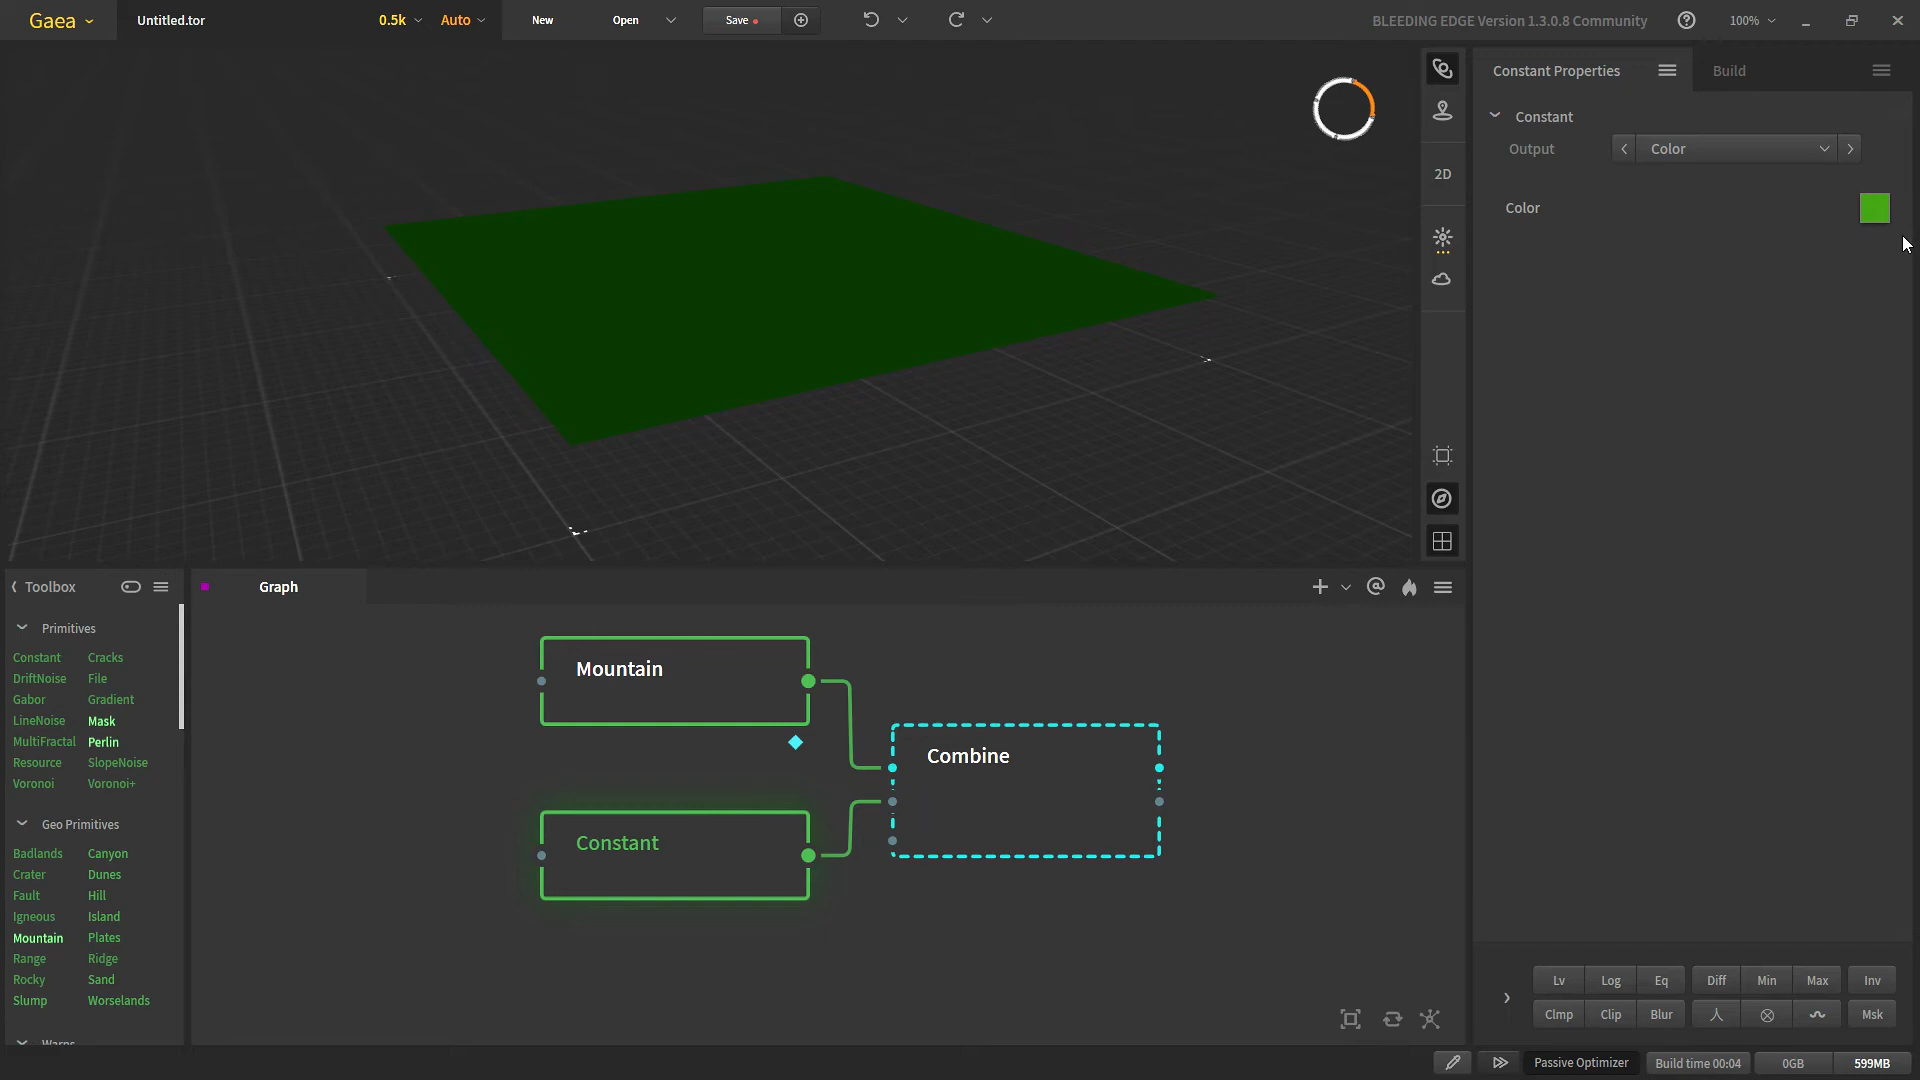 Gaea
Untitled.tor
0.5k
Auto
New
Open
Save
BLEEDING EDGE Version 1.3.0.8 Community
100%
2D
Constant Properties
Build
Constant
Output
Color
Color
Toolbox
Primitives
Constant Cracks
DriftNoise File
Gabor Gradient
LineNoise Mask
MultiFractal Perlin
Resource SlopeNoise
Voronoi Voronoi+
Geo Primitives
Badlands Canyon
Crater Dunes
Fault Hill
Igneous Island
Mountain Plates
Range Ridge
Rocky Sand
Slump Worselands
Warps
Graph
Mountain
Constant
Combine
Lv Log Eq Diff Min Max Inv
Clmp Clip Blur Msk
Passive Optimizer
Build time 00:04
0GB
599MB